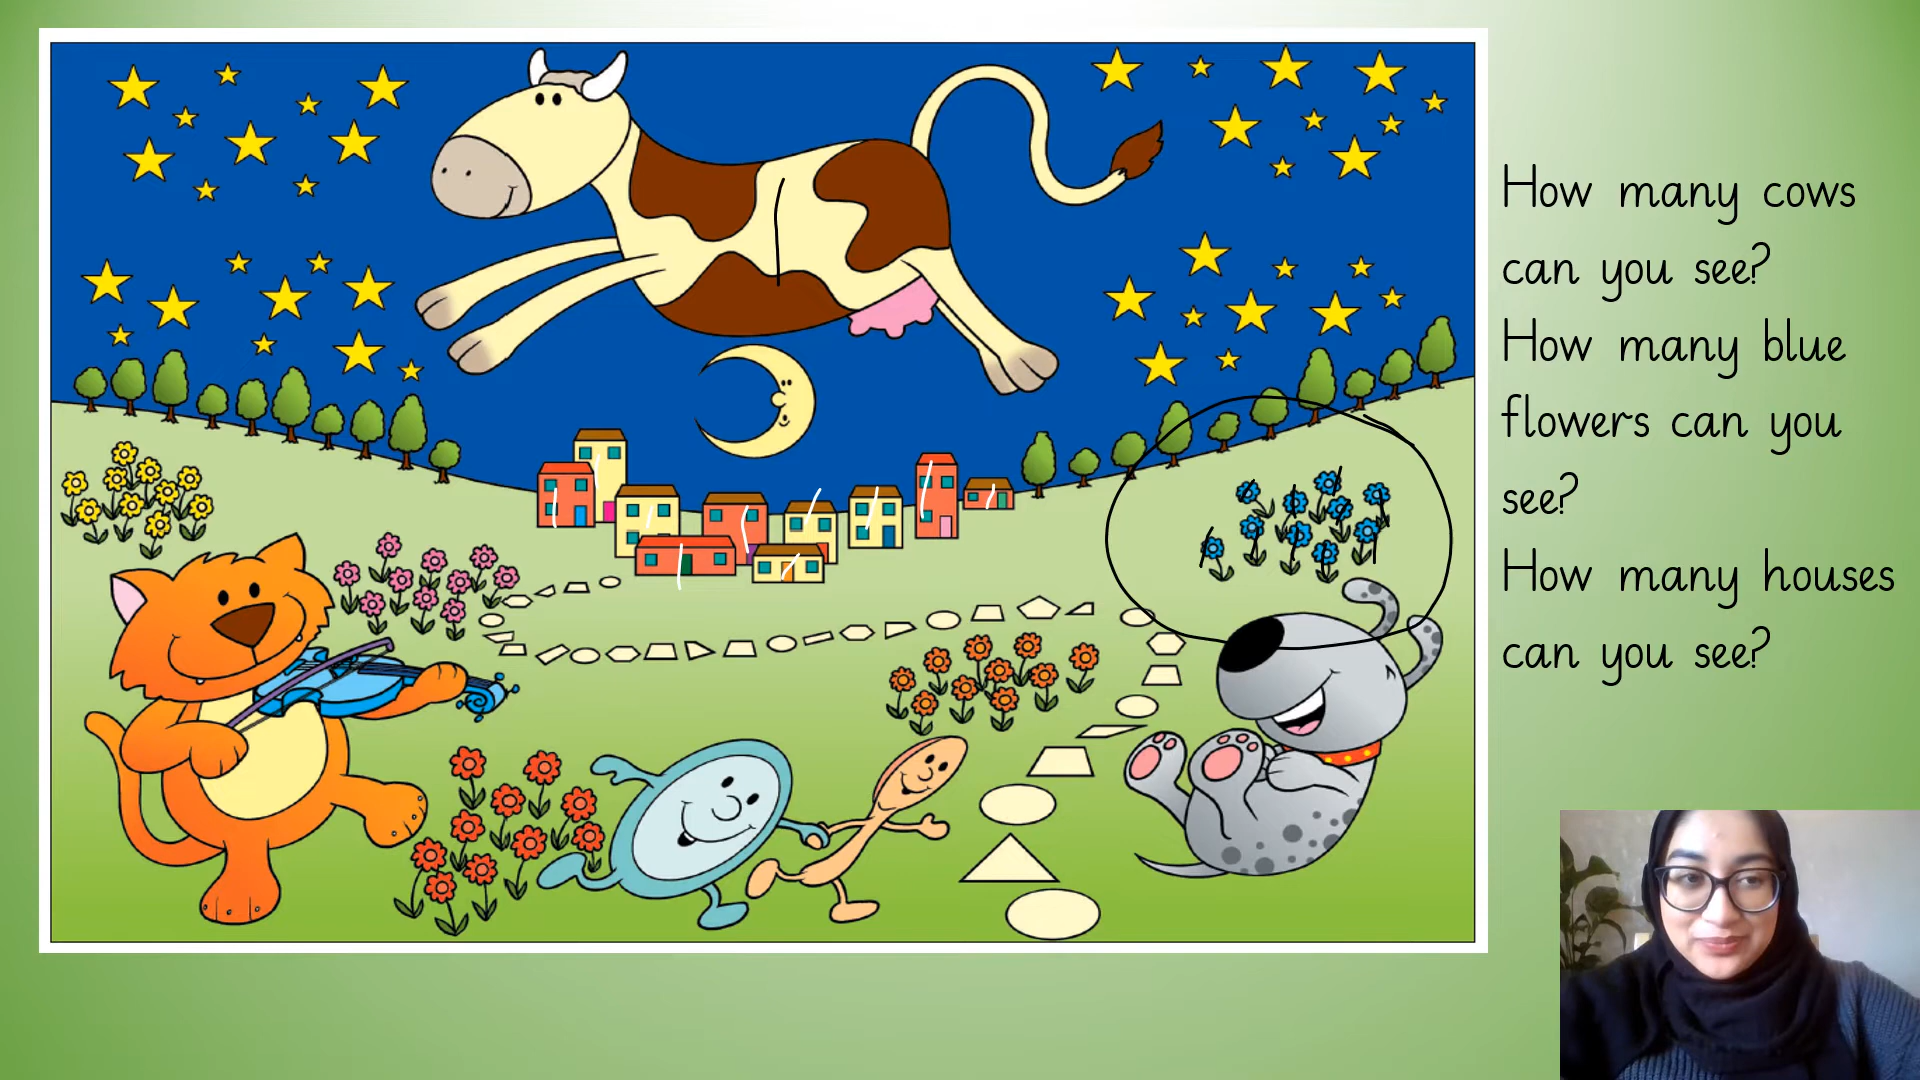 How many cows
can you see?
How many blue
flowers can you
see?
How many houses
can you see?